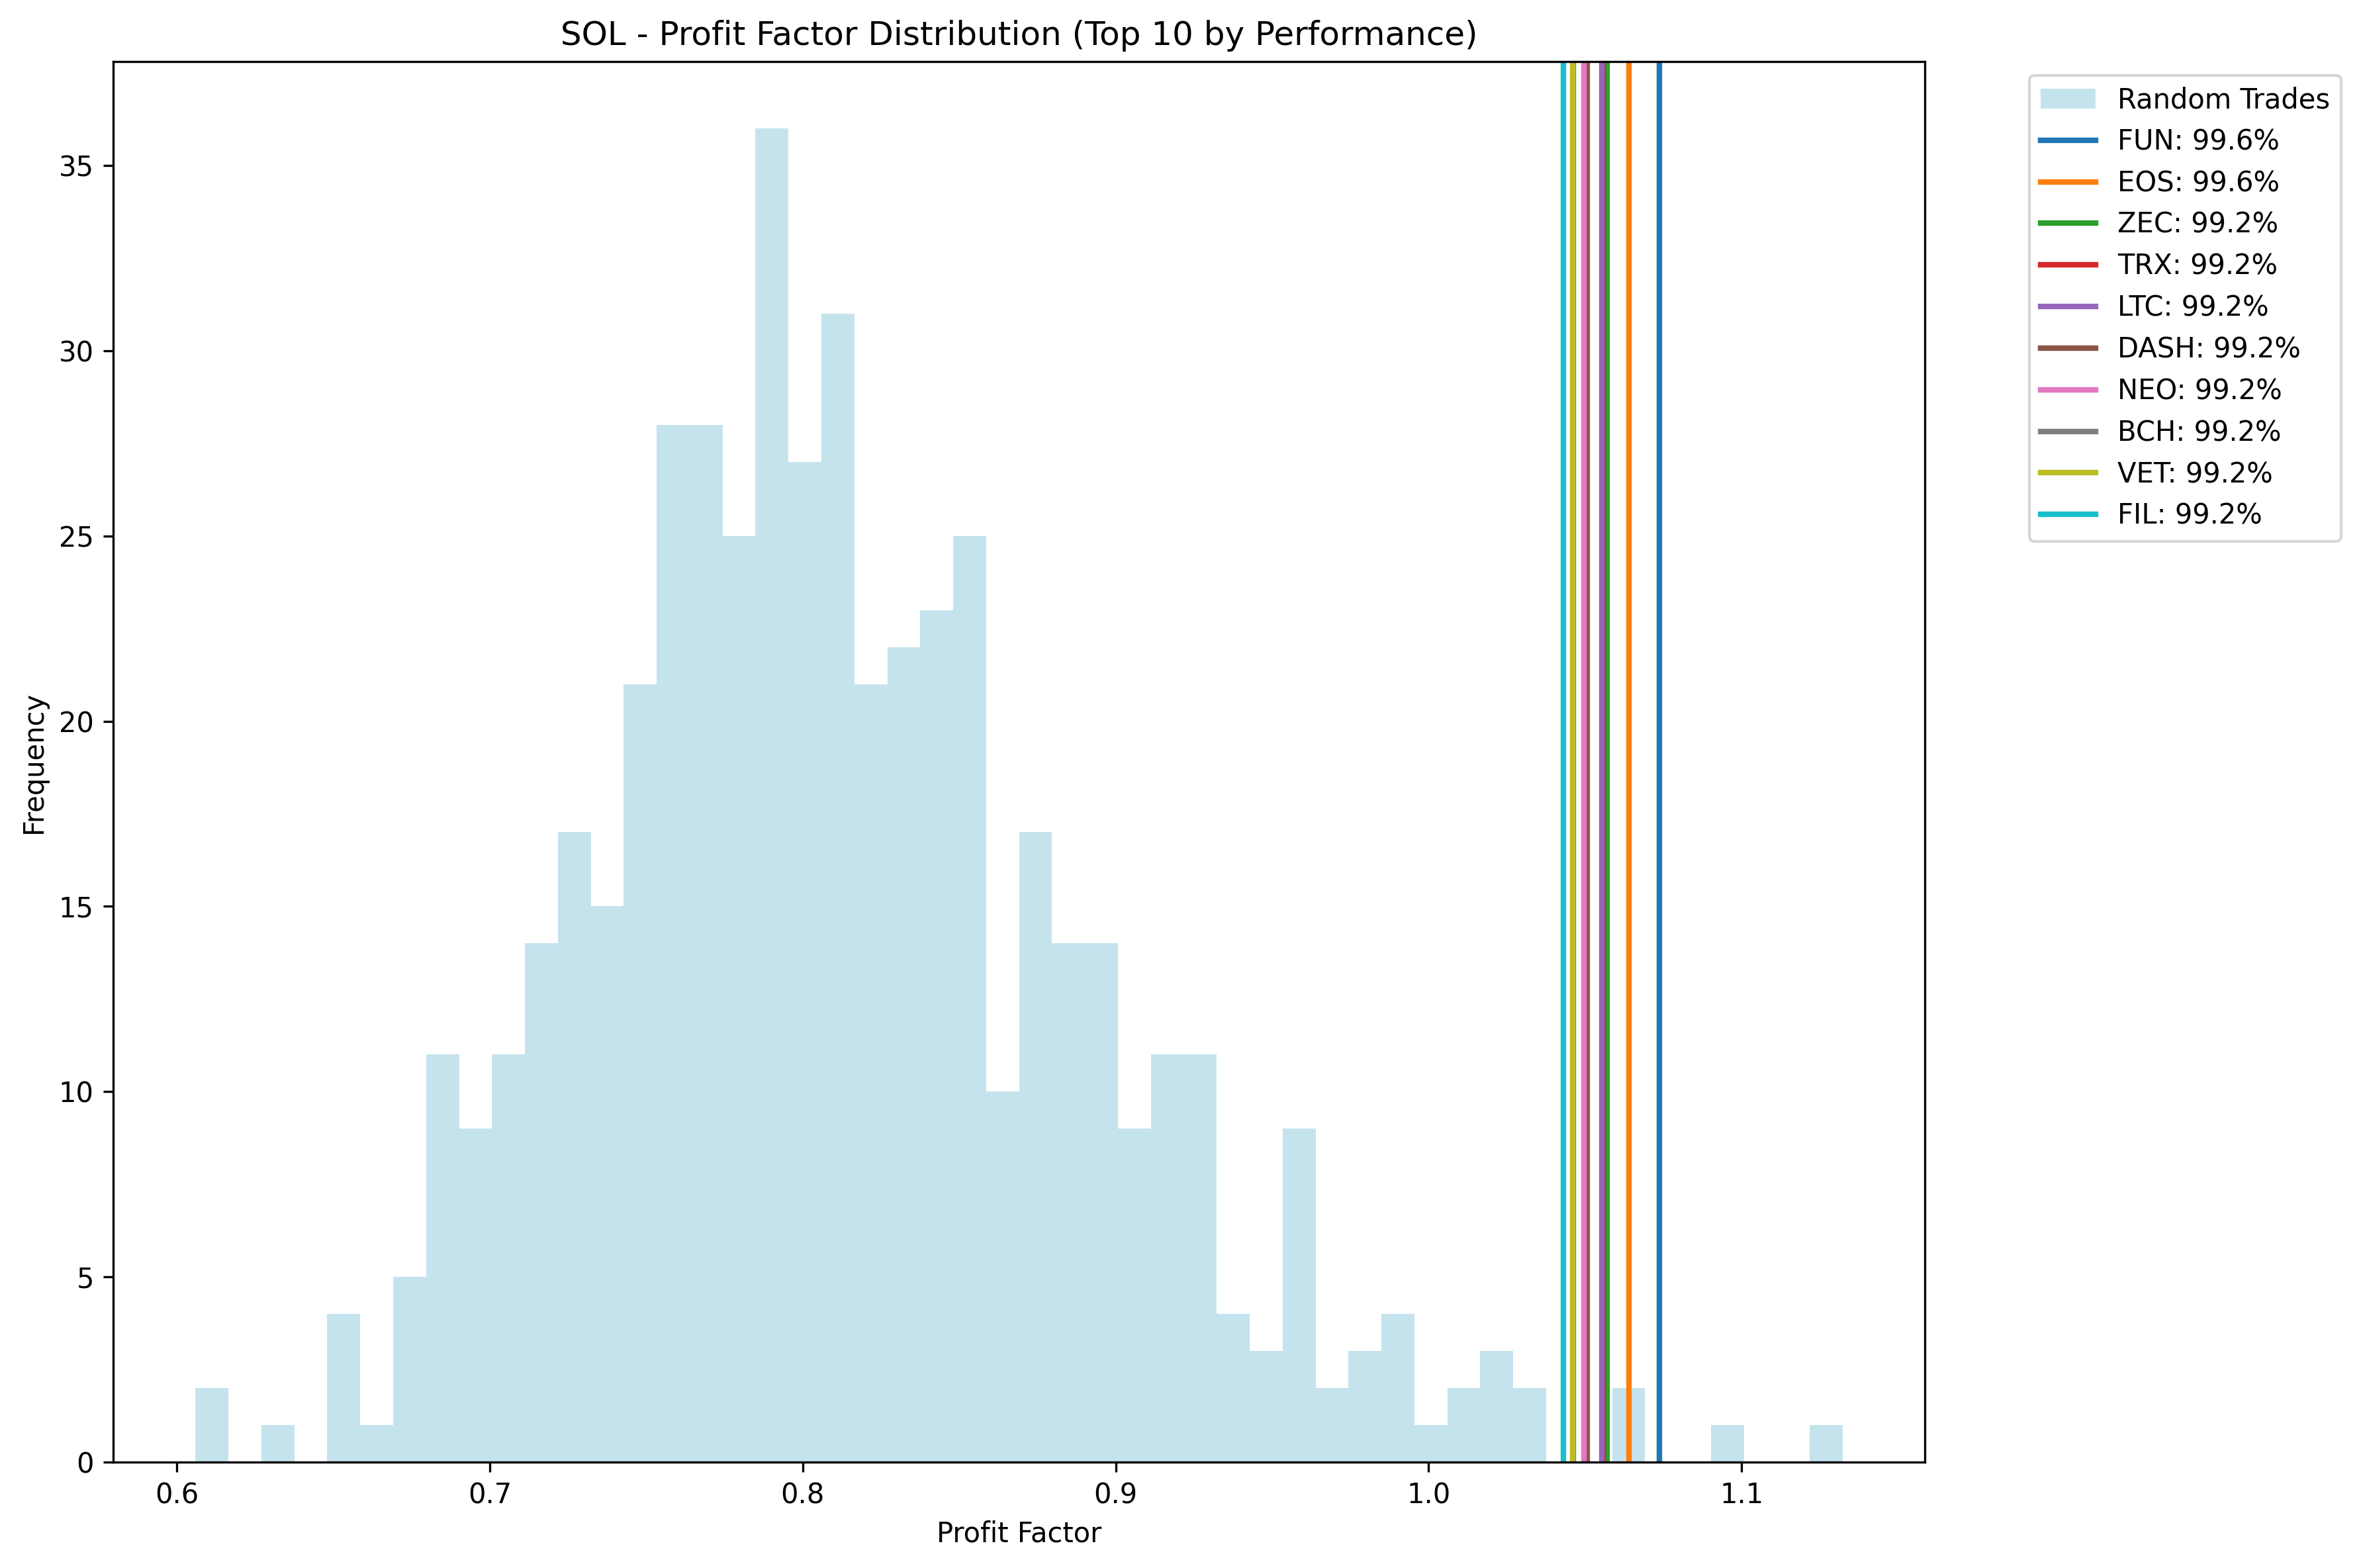 SOL - Profit Factor Distribution (Top 10 by Performance)
Random Trades
FUN: 99.6%
EOS: 99.6%
ZEC: 99.2%
TRX: 99.2%
LTC: 99.2%
DASH: 99.2%
NEO: 99.2%
BCH: 99.2%
VET: 99.2%
FIL: 99.2%
Frequency
35
30
25
20
15
10
5
0
0.6 0.7 0.8 0.9 1.0 1.1
Profit Factor